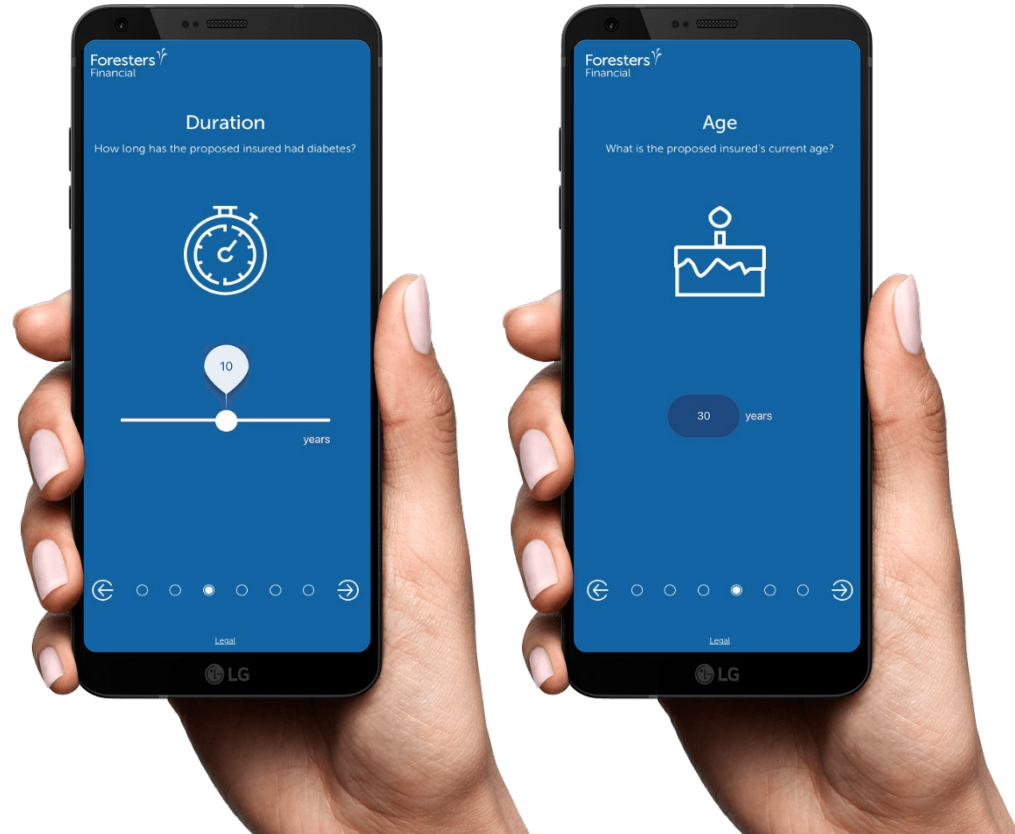 Foresters
Financial
Duration
How long has the proposed insured had diabetes?
10
years
Legal
LG
Foresters
Financial
Age
What is the proposed insured's current age?
30 years
Legal
LG